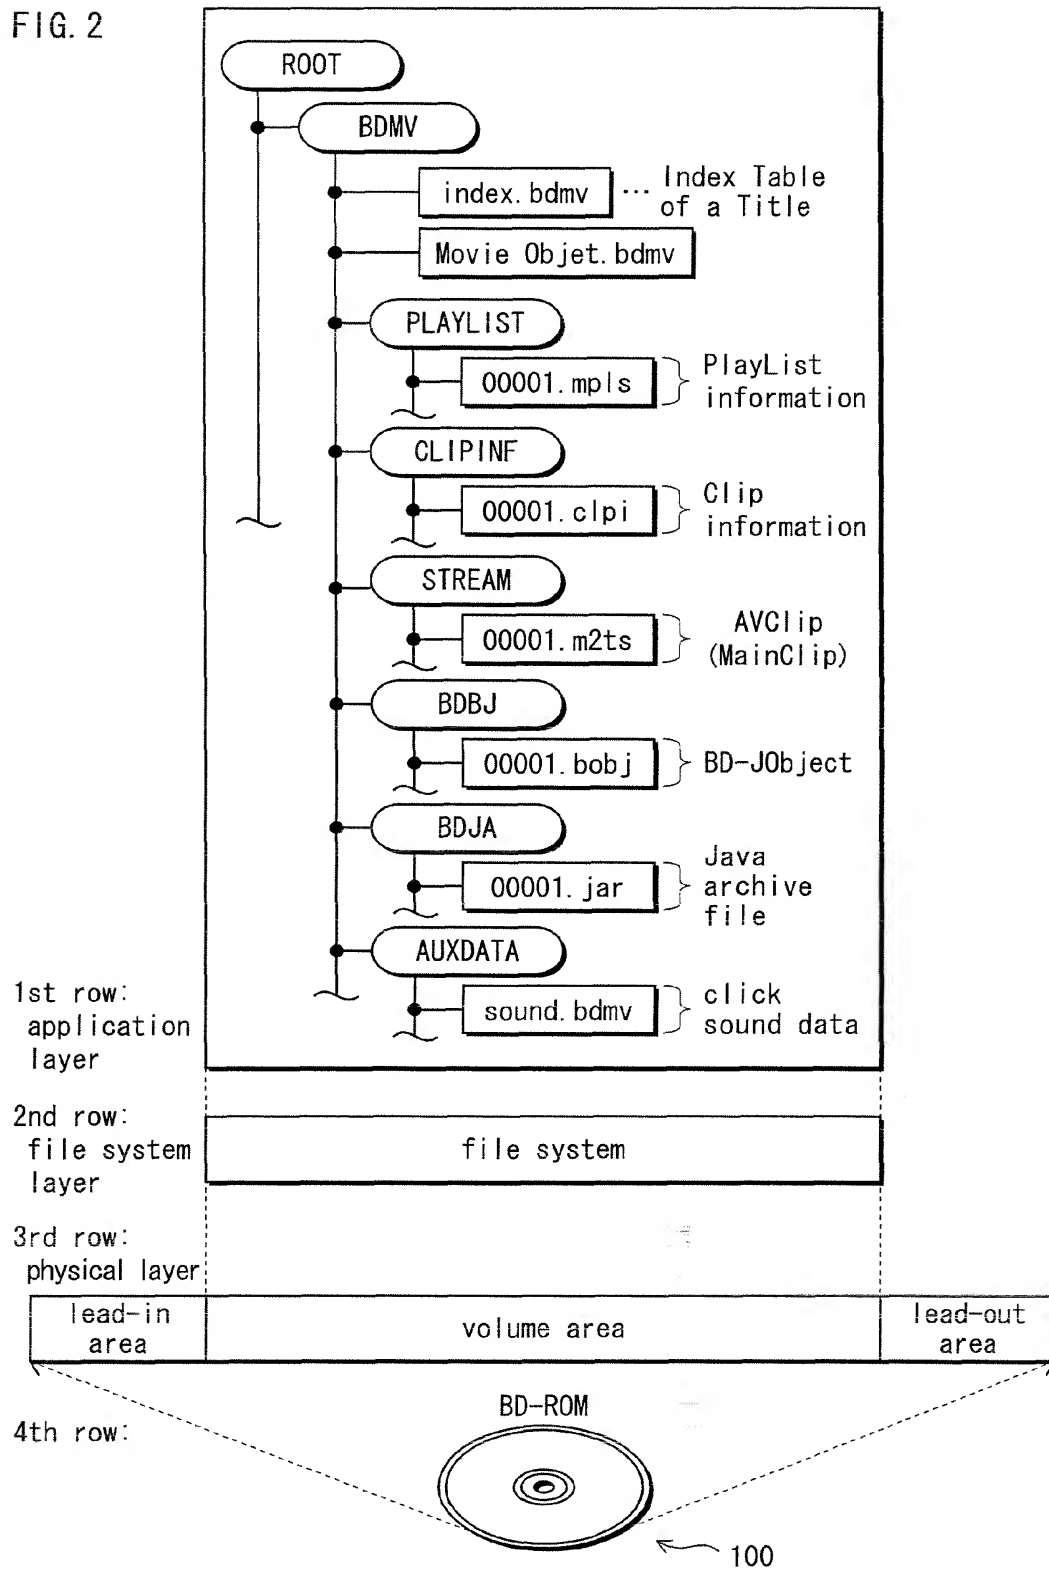 FIG. 2
ROOT
BDMV
index.bdmv ... Index Table
of a Title
Movie Objet.bdmv
PLAYLIST
00001.mpls
PlayList
information
CLIPINF
00001.clpi
Clip
information
STREAM
00001.m2ts
AVClip
(MainClip)
BDBJ
00001.bobj
BD-JObject
BDJA
00001.jar
Java
archive
file
AUXDATA
sound.bdmv
click
sound data
1st row:
application
layer
2nd row:
file system
layer
file system
3rd row:
physical layer
lead-in
area
volume area
lead-out
area
4th row:
BD-ROM
100